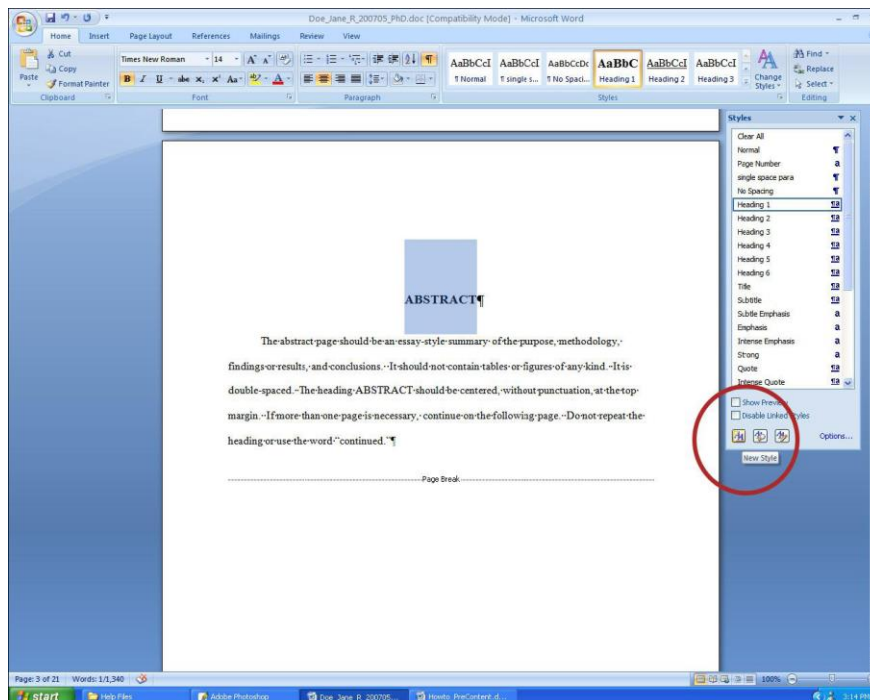 Doe_Jane_R_200705_PhD.doc [Compatibility Mode] - Microsoft Word
Home Insert Page Layout References Mailings Review View
Cut
Copy
Format Painter
Paste
Clipboard
Times New Roman 14
Font
Paragraph
AaBbCcI AaBbCcI AaBbCcDc AaBbC AaBbCcI AaBbCcI
¶ Normal ¶ single s... ¶ No Spaci... Heading 1 Heading 2 Heading 3
Change Styles
Styles
Find
Replace
Select
Editing
Styles
Clear All
Normal ¶
Page Number a
single space para ¶
No Spacing ¶
Heading 1 ¶a
Heading 2 ¶a
Heading 3 ¶a
Heading 4 ¶a
Heading 5 ¶a
Heading 6 ¶a
Title ¶a
Subtitle ¶a
Subtle Emphasis a
Emphasis a
Intense Emphasis a
Strong a
Quote ¶a
Intense Quote ¶a
Show Preview
Disable Linked Styles
Options...
New Style
ABSTRACT¶
The·abstract·page·should·be·an·essay-style·summary·of·the·purpose,·methodology,·
findings·or·results,·and·conclusions.··It·should·not·contain·tables·or·figures·of·any·kind.··It·is·
double-spaced.··The·heading·ABSTRACT·should·be·centered,·without·punctuation,·at·the·top·
margin.··If·more·than·one·page·is·necessary,·continue·on·the·following·page.··Do·not·repeat·the·
heading·or·use·the·word·“continued.”¶
Page Break
Page: 3 of 21 Words: 1/1,340
100%
start
Help Files
Adobe Photoshop
Doe_Jane_R_200705...
Howto_PreContent.d...
3:14 PM